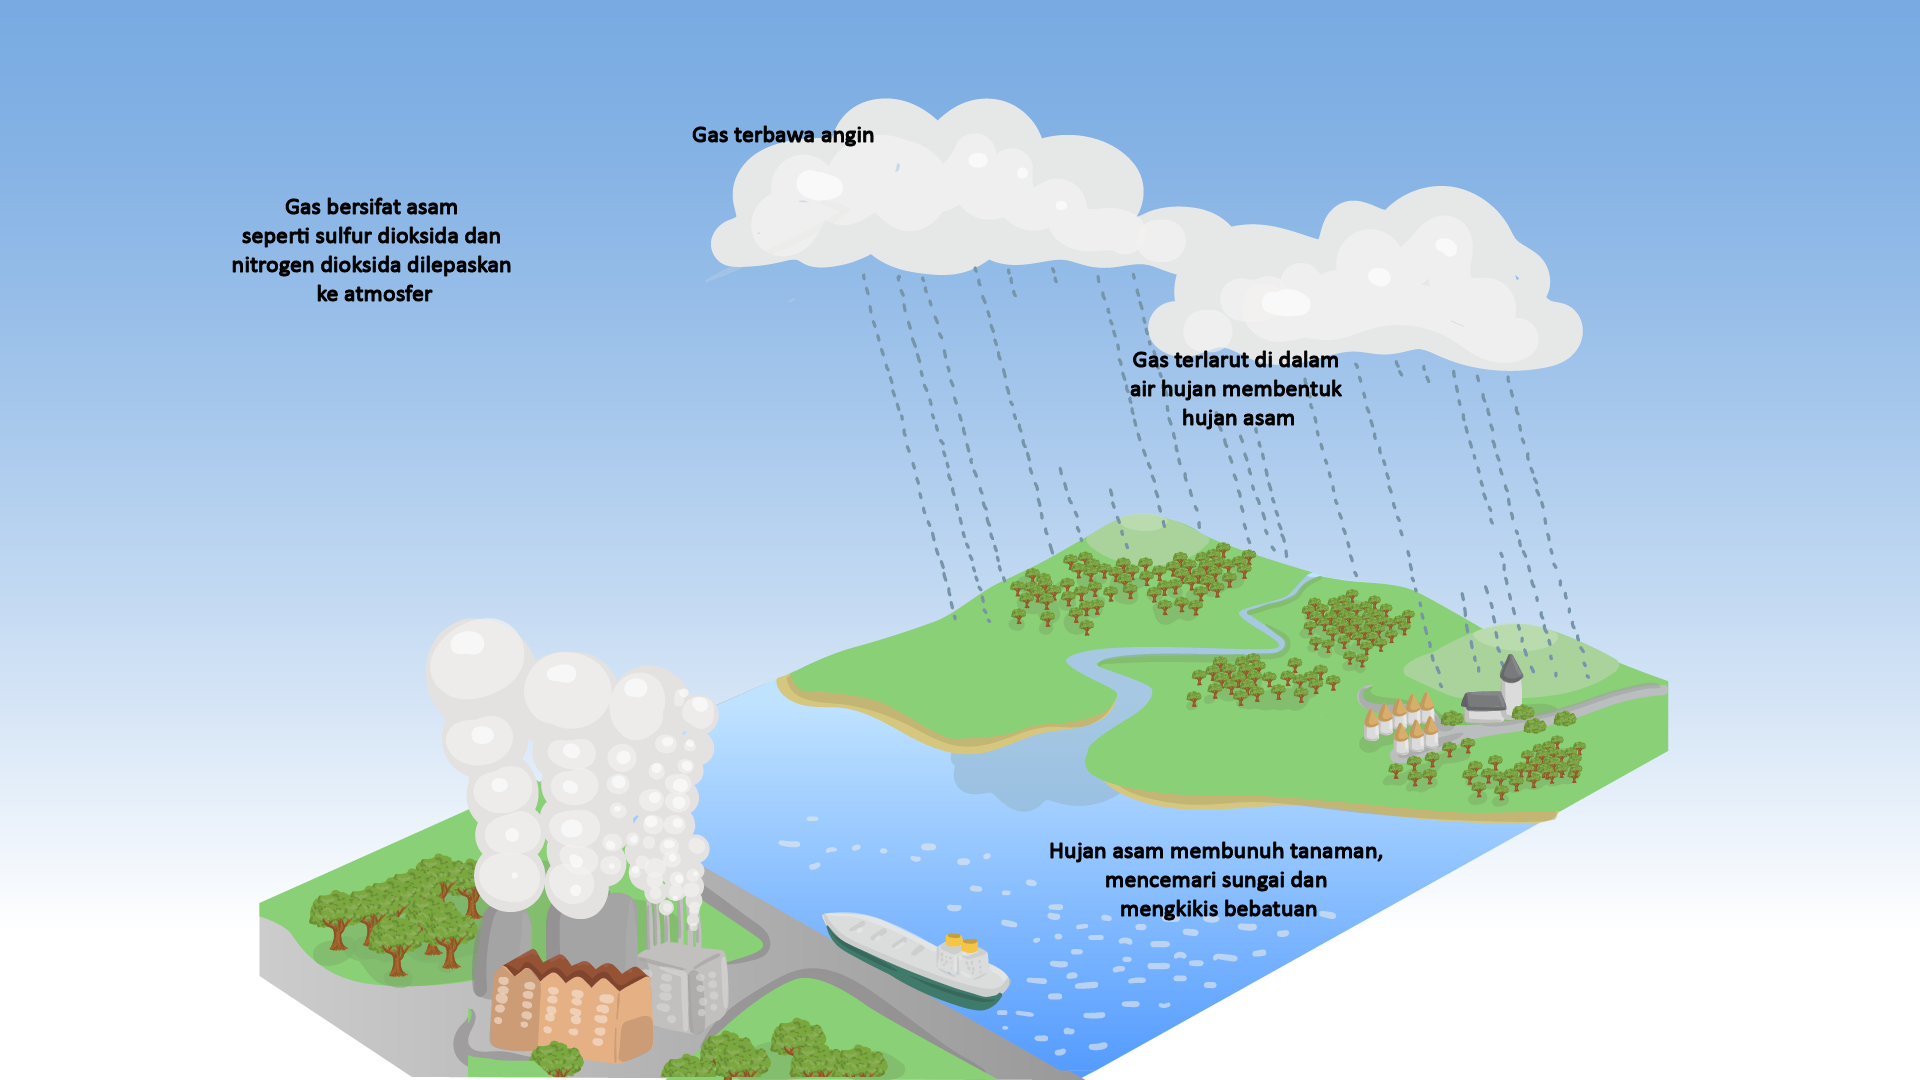 Gas terbawa angin
Gas bersifat asam
seperti sulfur dioksida dan
nitrogen dioksida dilepaskan
ke atmosfer
Gas terlarut di dalam
air hujan membentuk
hujan asam
Hujan asam membunuh tanaman,
mencemari sungai dan
mengkikis bebatuan